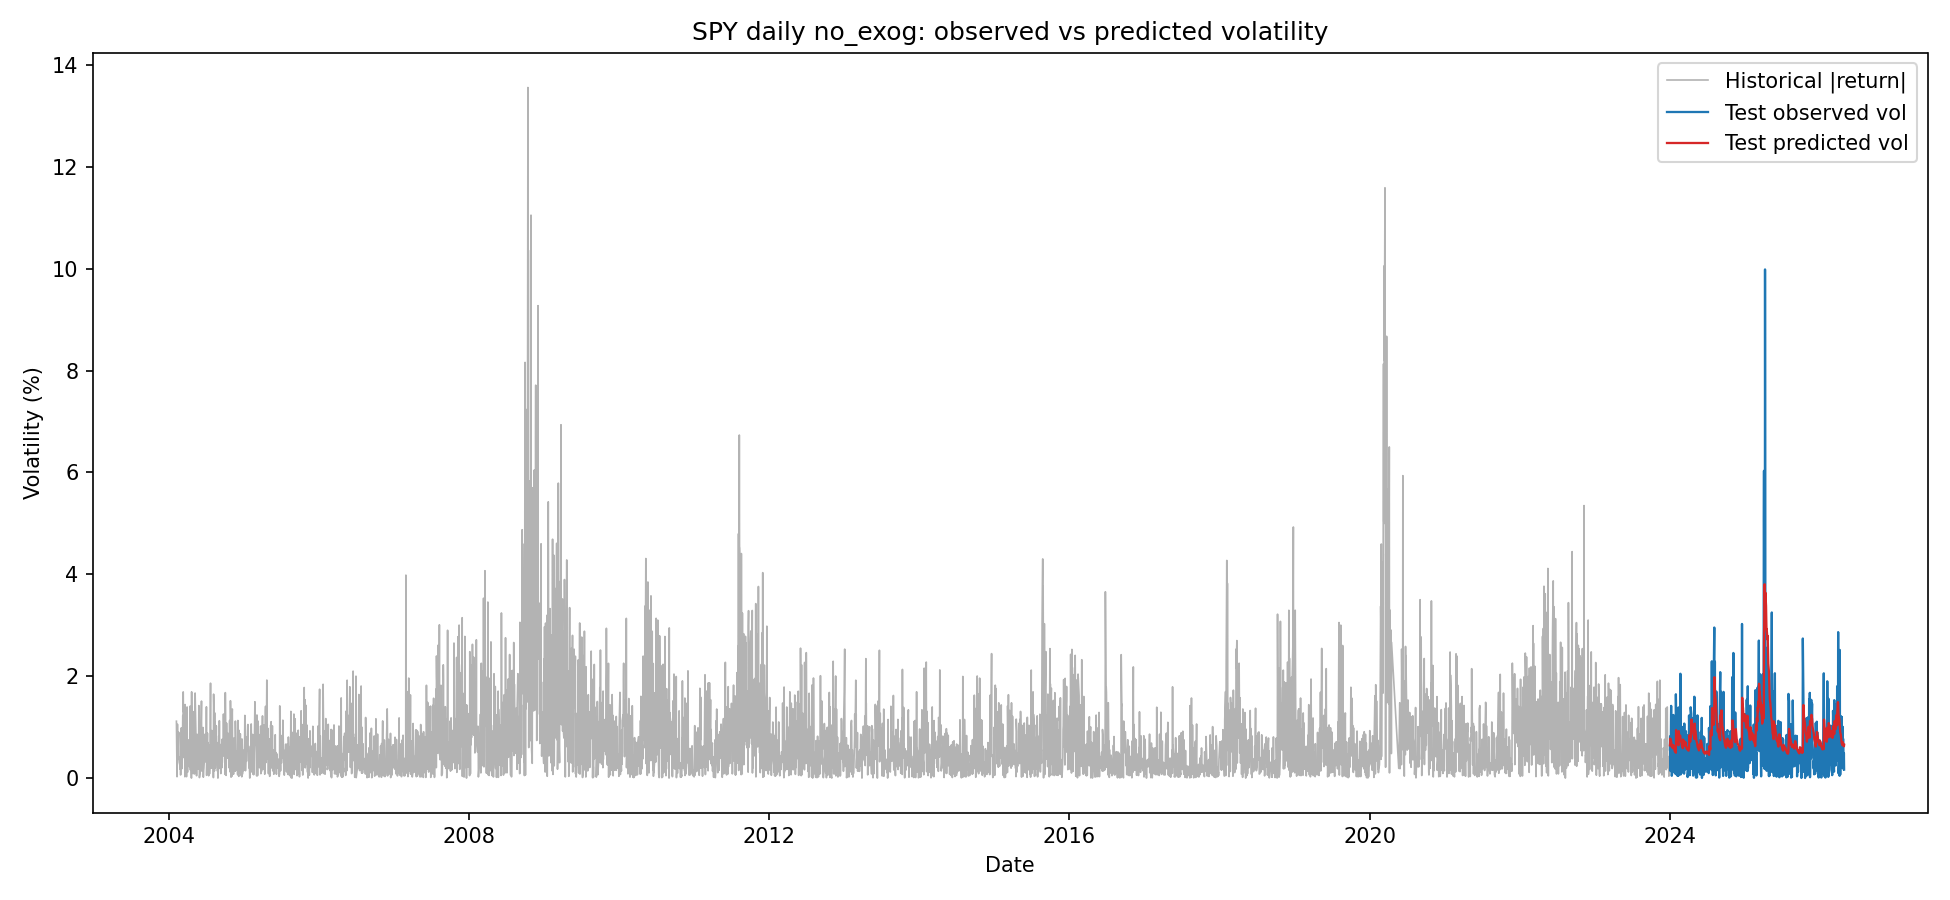 SPY daily no_exog: observed vs predicted volatility
14
12
10
8
6
4
2
0
Volatility (%)
Historical |return|
Test observed vol
Test predicted vol
2004
2008
2012
2016
2020
2024
Date